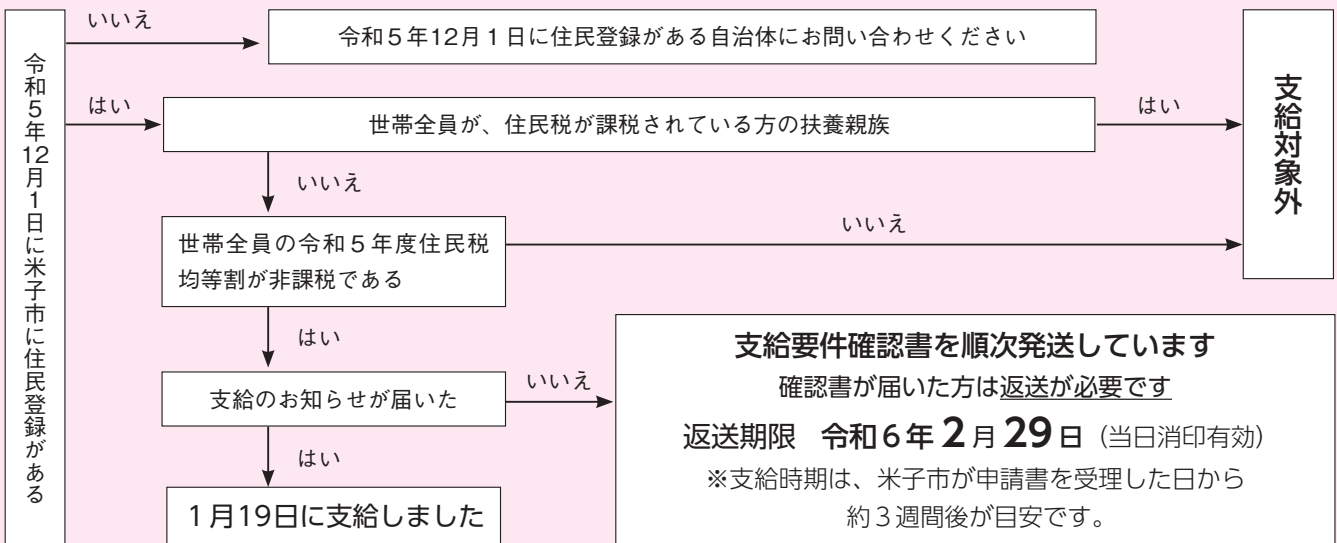 令和5年12月1日に米子市に住民登録がある
いいえ
令和5年12月1日に住民登録がある自治体にお問い合わせください
はい
世帯全員が、住民税が課税されている方の扶養親族
はい
支給対象外
いいえ
世帯全員の令和5年度住民税
均等割が非課税である
いいえ
はい
支給のお知らせが届いた
いいえ
はい
1月19日に支給しました
支給要件確認書を順次発送しています
確認書が届いた方は返送が必要です
返送期限 令和6年2月29日(当日消印有効)
※支給時期は、米子市が申請書を受理した日から
約3週間後が目安です。